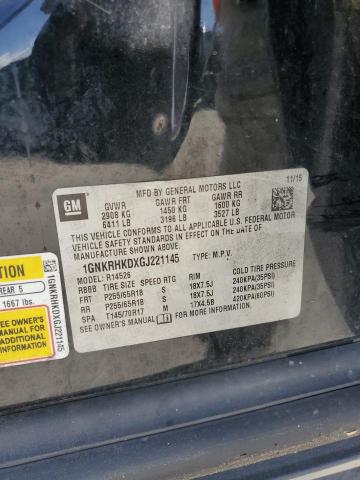 GM
MFD BY GENERAL MOTORS LLC
11/15
GVWR GAWR FRT GAWR RR
2908 KG 1450 KG 1600 KG
6411 LB 3196 LB 3527 LB
THIS VEHICLE CONFORMS TO ALL APPLICABLE U.S. FEDERAL MOTOR
VEHICLE SAFETY STANDARDS IN EFFECT ON THE DATE OF
MANUFACTURE SHOWN ABOVE.
1GNKRHKDXGJ221145 TYPE: M.P.V.
MODEL: R14526
RBBB TIRE SIZE SPEED RTG RIM COLD TIRE PRESSURE
FRT P255/65R18 S 18X7.5J 240KPA(35PSI)
RR P255/65R18 S 18X7.5J 240KPA(35PSI)
SPA T145/70R17 M 17X4.5B 420KPA(60PSI)
SEE OWNER'S MANUAL FOR MORE INFORMATION.
REAR 5
1667 lbs.
SEE OWNER'S
MANUAL FOR
ADDITIONAL
INFORMATION
1GNKRHKDXGJ221145